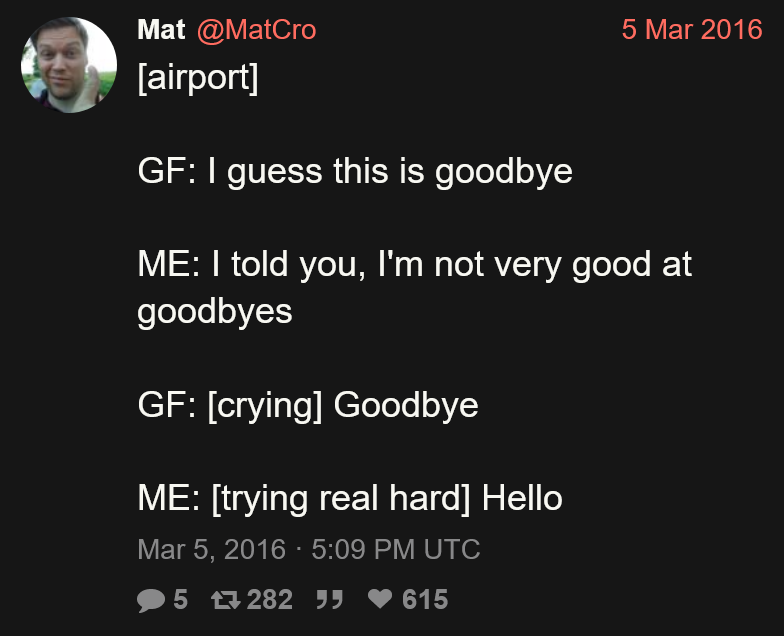 Mat @MatCro 5 Mar 2016
[airport]
GF: I guess this is goodbye
ME: I told you, I'm not very good at
goodbyes
GF: [crying] Goodbye
ME: [trying real hard] Hello
Mar 5, 2016 · 5:09 PM UTC
5 282 615